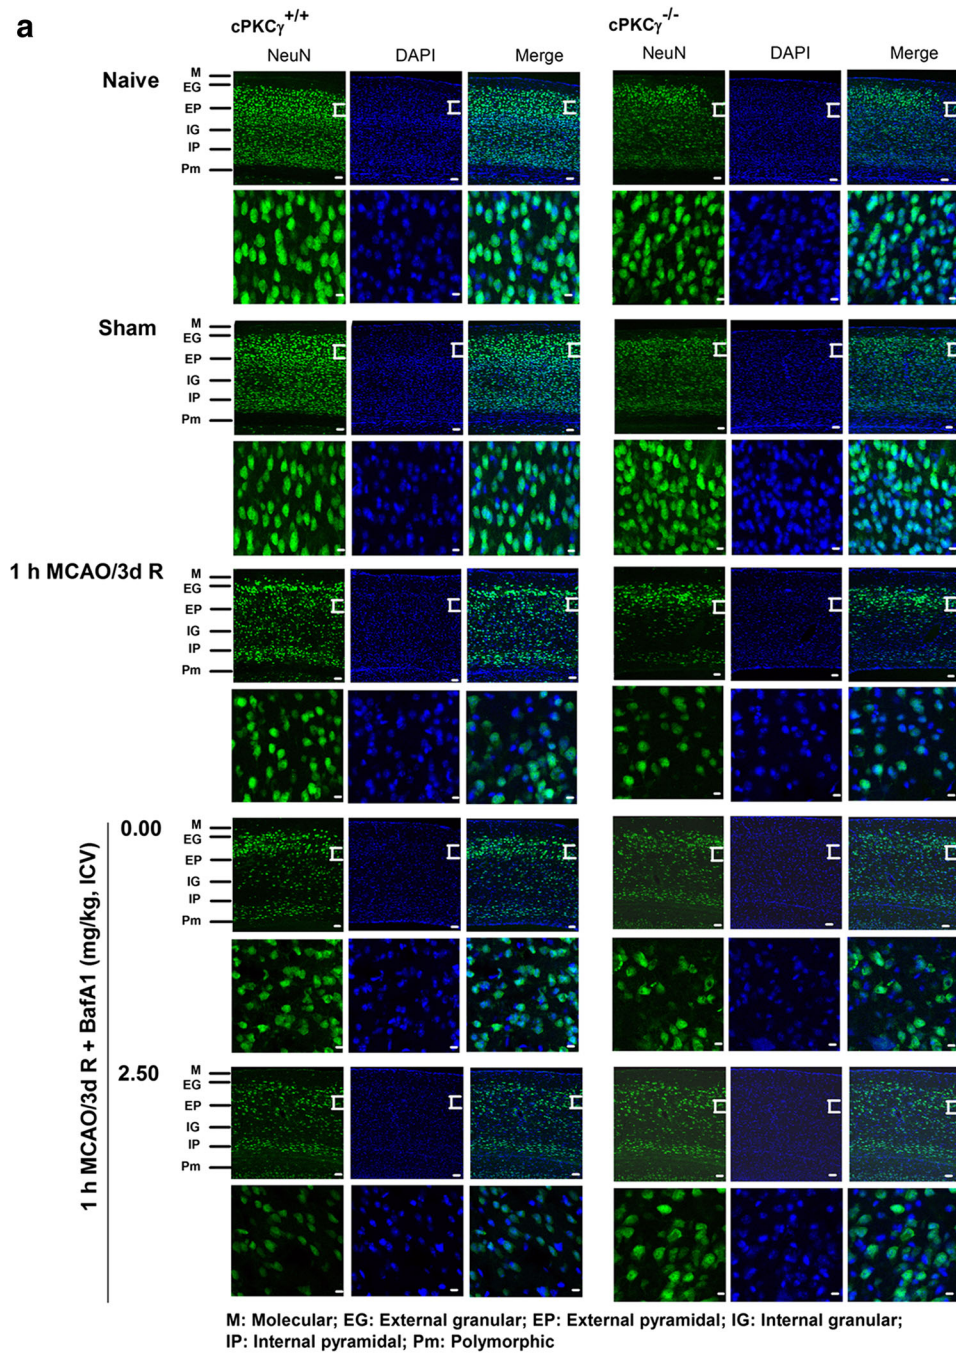 a
cPKCγ+/+ cPKCγ-/-
NeuN DAPI Merge NeuN DAPI Merge
Naive
M
EG
EP
IG
IP
Pm
Sham
M
EG
EP
IG
IP
Pm
1 h MCAO/3d R
M
EG
EP
IG
IP
Pm
1 h MCAO/3d R + BafA1 (mg/kg, ICV)
0.00
M
EG
EP
IG
IP
Pm
2.50
M
EG
EP
IG
IP
Pm
M: Molecular; EG: External granular; EP: External pyramidal; IG: Internal granular;
IP: Internal pyramidal; Pm: Polymorphic